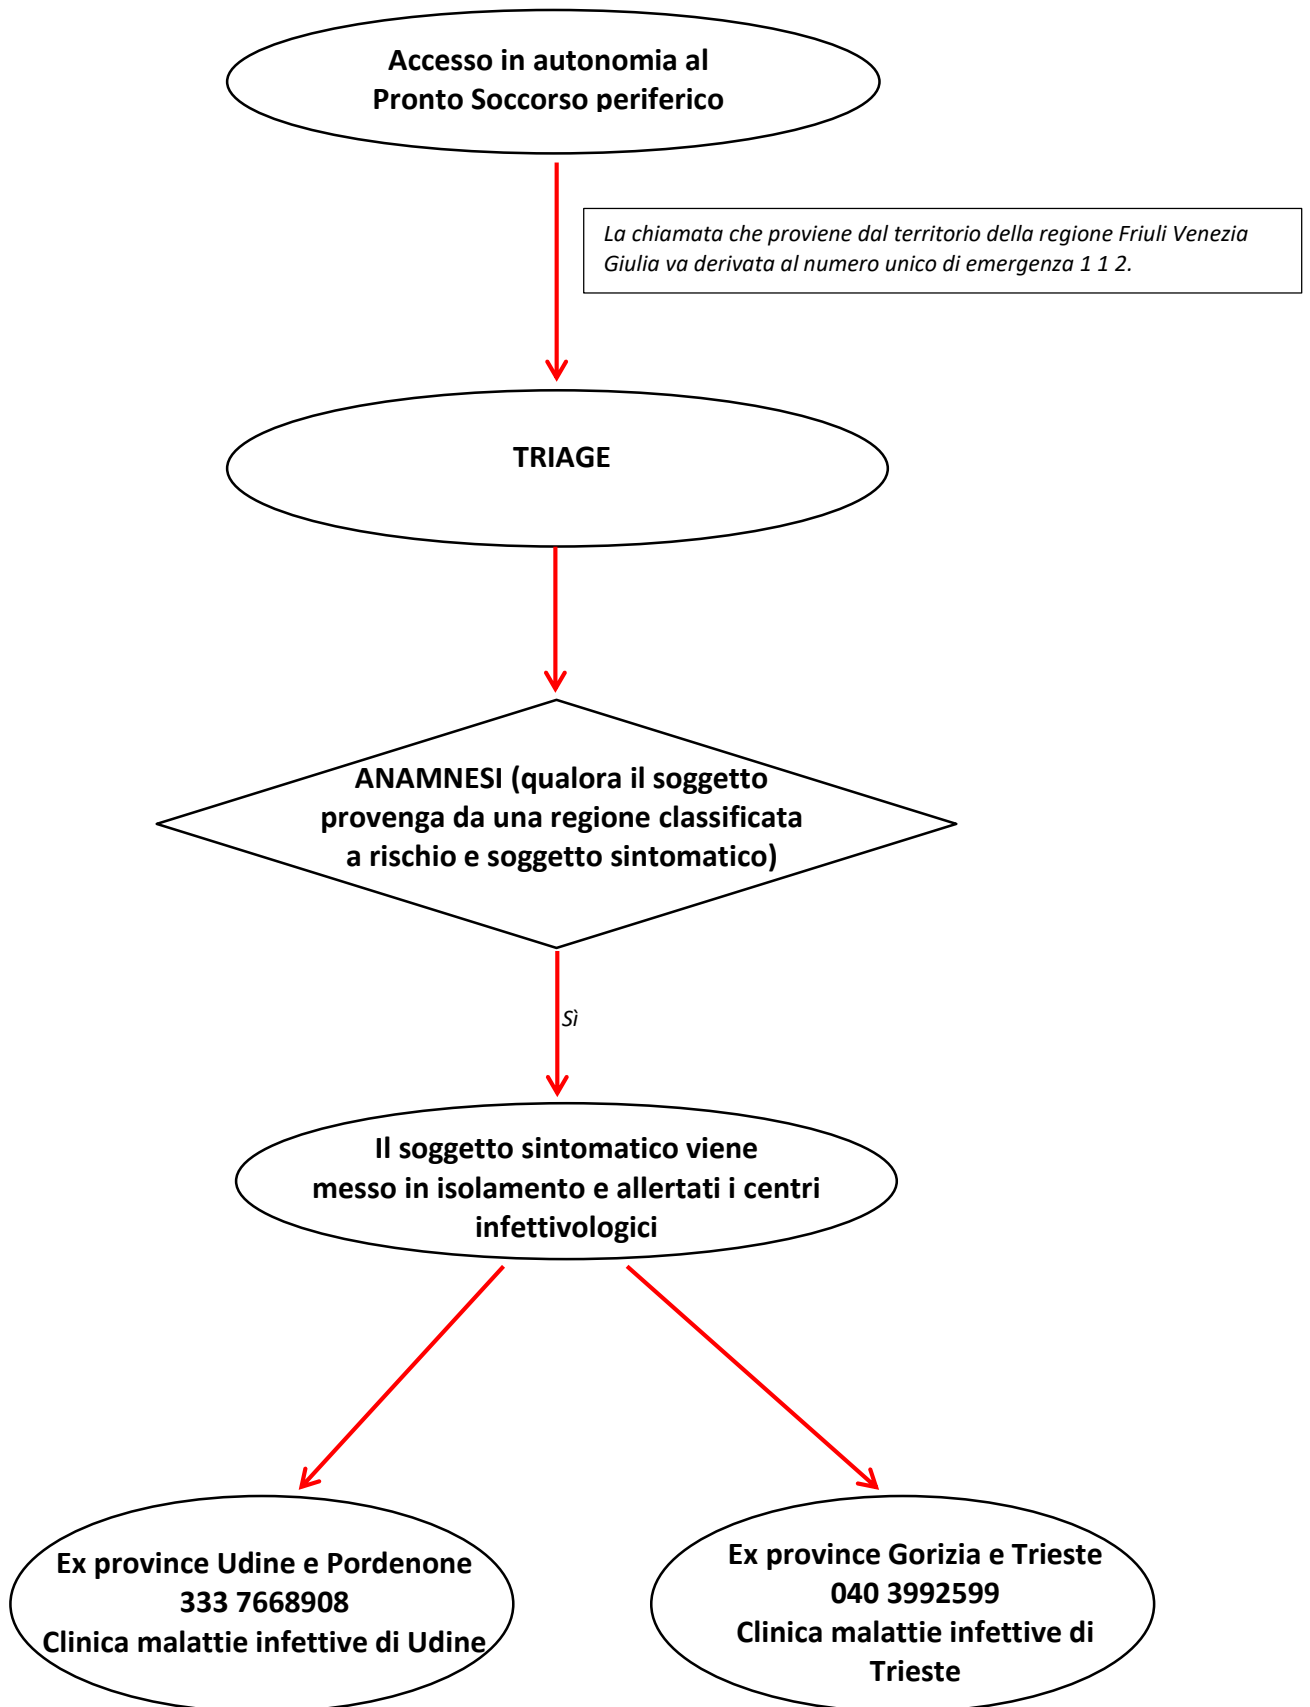 Accesso in autonomia al
Pronto Soccorso periferico
La chiamata che proviene dal territorio della regione Friuli Venezia
Giulia va derivata al numero unico di emergenza 1 1 2.
TRIAGE
ANAMNESI (qualora il soggetto
provenga da una regione classificata
a rischio e soggetto sintomatico)
Sì
Il soggetto sintomatico viene
messo in isolamento e allertati i centri
infettivologici
Ex province Udine e Pordenone
333 7668908
Clinica malattie infettive di Udine
Ex province Gorizia e Trieste
040 3992599
Clinica malattie infettive di
Trieste